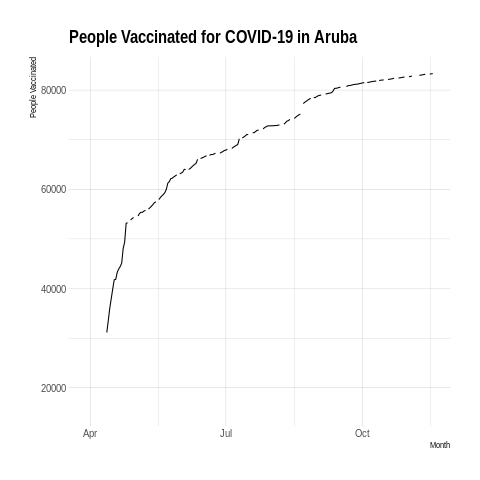 People Vaccinated for COVID-19 in Aruba
People Vaccinated
80000
60000
40000
20000
Apr Jul Oct
Month